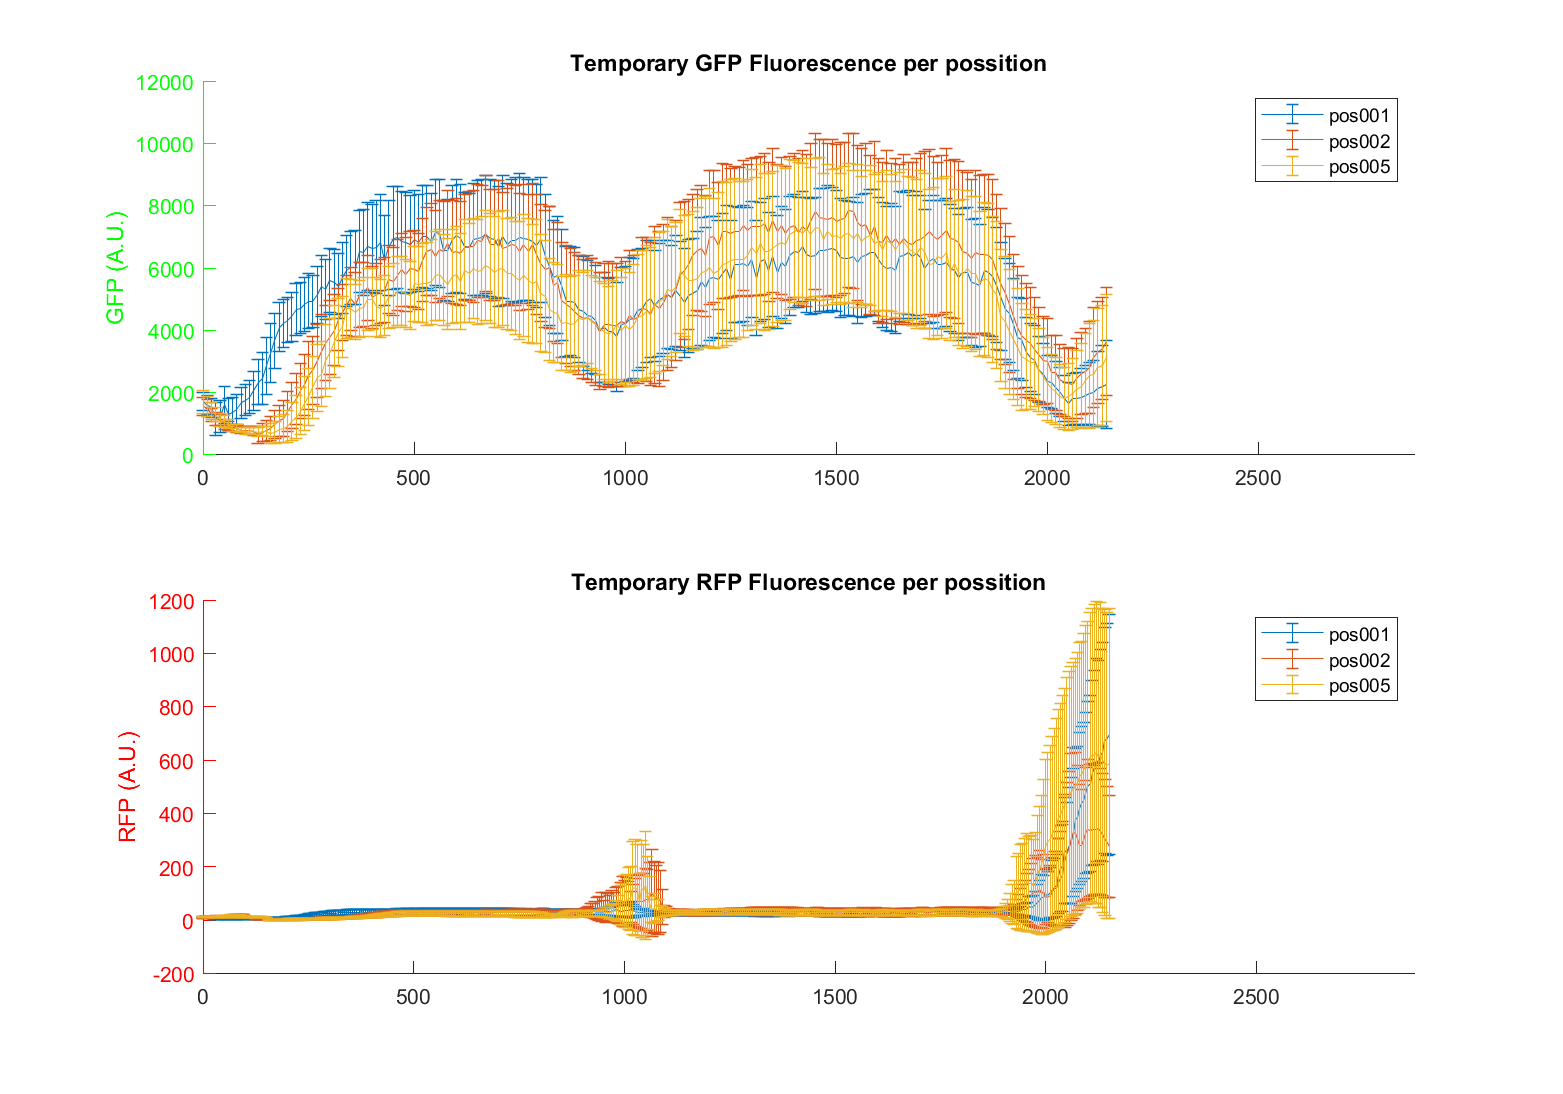 Temporary GFP Fluorescence per possition
12000
10000
8000
6000
4000
2000
0
GFP (A.U.)
pos001
pos002
pos005
0 500 1000 1500 2000 2500
Temporary RFP Fluorescence per possition
1200
1000
800
600
400
200
0
-200
RFP (A.U.)
pos001
pos002
pos005
0 500 1000 1500 2000 2500